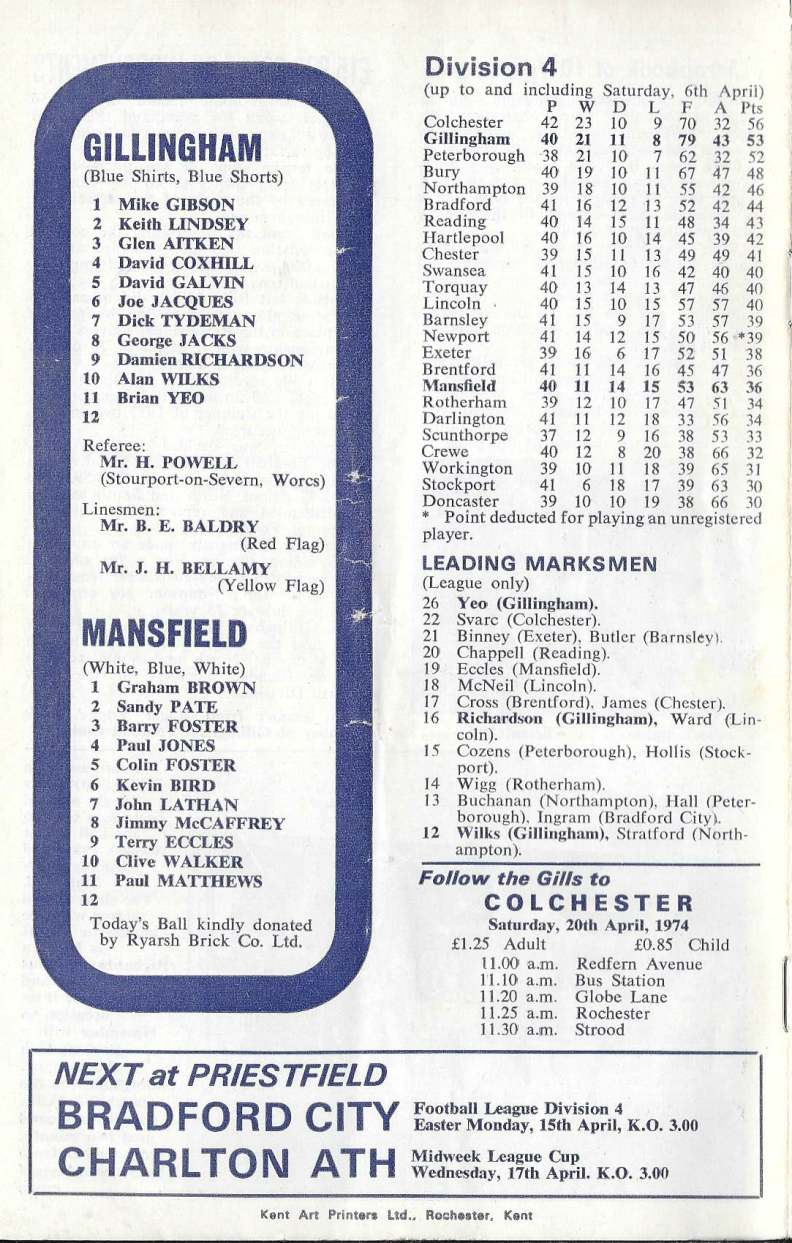 GILLINGHAM
(Blue Shirts, Blue Shorts)
1 Mike GIBSON
2 Keith LINDSEY
3 Glen AITKEN
4 David COXHILL
5 David GALVIN
6 Joe JACQUES
7 Dick TYDEMAN
8 George JACKS
9 Damien RICHARDSON
10 Alan WILKS
11 Brian YEO
12
Referee:
Mr. H. POWELL
(Stourport-on-Severn, Worcs)
Linesmen:
Mr. B. E. BALDRY
(Red Flag)
Mr. J. H. BELLAMY
(Yellow Flag)
MANSFIELD
(White, Blue, White)
1 Graham BROWN
2 Sandy PATE
3 Barry FOSTER
4 Paul JONES
5 Colin FOSTER
6 Kevin BIRD
7 John LATHAN
8 Jimmy McCAFFREY
9 Terry ECCLES
10 Clive WALKER
11 Paul MATTHEWS
12
Today's Ball kindly donated
by Ryarsh Brick Co. Ltd.
Division 4
(up to and including Saturday, 6th April)
P W D L F A Pts
Colchester 42 23 10 9 70 32 56
Gillingham 40 21 11 8 79 43 53
Peterborough 38 21 10 7 62 32 52
Bury 40 19 10 11 67 47 48
Northampton 39 18 10 11 55 42 46
Bradford 41 16 12 13 52 42 44
Reading 40 14 15 11 48 34 43
Hartlepool 40 16 10 14 45 39 42
Chester 39 15 11 13 49 49 41
Swansea 41 15 10 16 42 40 40
Torquay 40 13 14 13 47 46 40
Lincoln 40 15 10 15 57 57 40
Barnsley 41 15 9 17 53 57 39
Newport 41 14 12 15 50 56 *39
Exeter 39 16 6 17 52 51 38
Brentford 41 11 14 16 45 47 36
Mansfield 40 11 14 15 53 63 36
Rotherham 39 12 10 17 47 51 34
Darlington 41 11 12 18 33 56 34
Scunthorpe 37 12 9 16 38 53 33
Crewe 40 12 8 20 38 66 32
Workington 39 10 11 18 39 65 31
Stockport 41 6 18 17 39 63 30
Doncaster 39 10 10 19 38 66 30
* Point deducted for playing an unregistered
player.
LEADING MARKSMEN
(League only)
26 Yeo (Gillingham).
22 Svarc (Colchester).
21 Binney (Exeter), Butler (Barnsley).
20 Chappell (Reading).
19 Eccles (Mansfield).
18 McNeil (Lincoln).
17 Cross (Brentford), James (Chester).
16 Richardson (Gillingham), Ward (Lin-
coln).
15 Cozens (Peterborough), Hollis (Stock-
port).
14 Wigg (Rotherham).
13 Buchanan (Northampton), Hall (Peter-
borough), Ingram (Bradford City).
12 Wilks (Gillingham), Stratford (North-
ampton).
Follow the Gills to
COLCHESTER
Saturday, 20th April, 1974
£1.25 Adult £0.85 Child
11.00 a.m. Redfern Avenue
11.10 a.m. Bus Station
11.20 a.m. Globe Lane
11.25 a.m. Rochester
11.30 a.m. Strood
NEXT at PRIESTFIELD
BRADFORD CITY Football League Division 4
Easter Monday, 15th April, K.O. 3.00
CHARLTON ATH Midweek League Cup
Wednesday, 17th April. K.O. 3.00
Kent Art Printers Ltd., Rochester, Kent